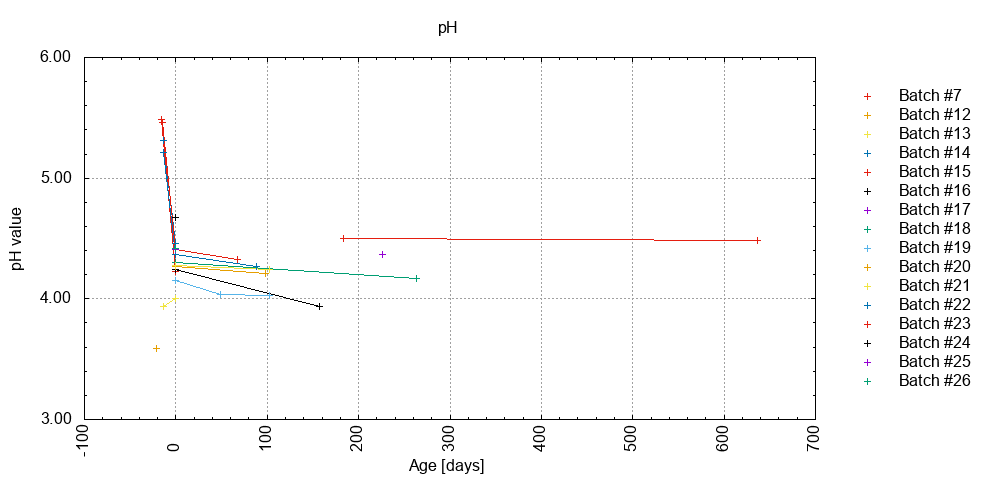 pH
6.00
5.00
4.00
3.00
pH value
-100
0
100
200
300
400
500
600
700
Age [days]
Batch #7
Batch #12
Batch #13
Batch #14
Batch #15
Batch #16
Batch #17
Batch #18
Batch #19
Batch #20
Batch #21
Batch #22
Batch #23
Batch #24
Batch #25
Batch #26